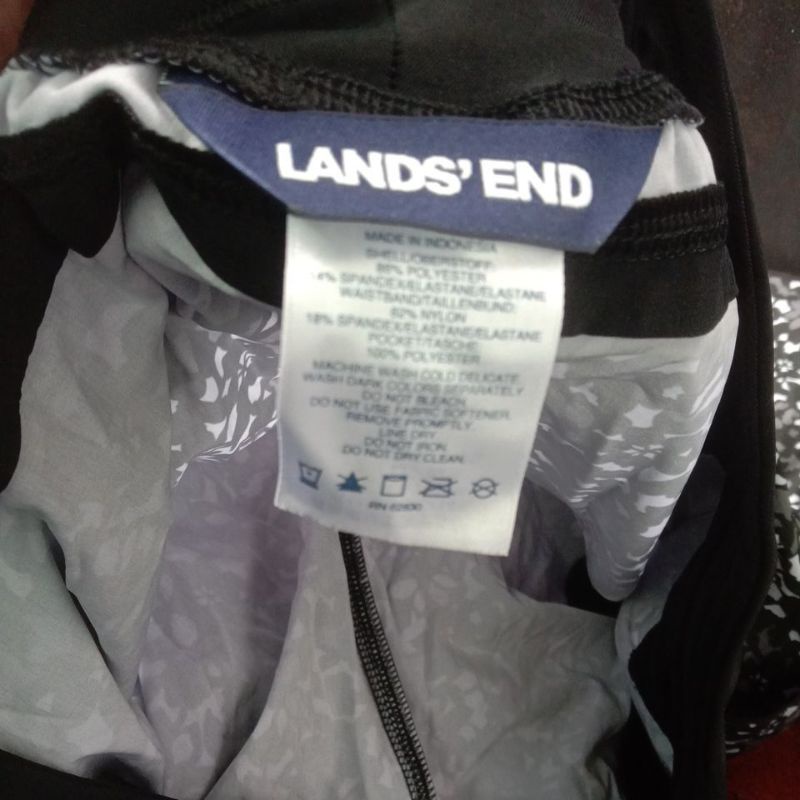 LANDS' END
MADE IN INDONESIA
SHELL/OBERSTOFF:
86% POLYESTER
14% SPANDEX/ELASTANE/ELASTANE
WAISTBAND/TAILLENBUND:
82% NYLON
18% SPANDEX/ELASTANE/ELASTANE
POCKET/TASCHE:
100% POLYESTER
MACHINE WASH COLD DELICATE.
WASH DARK COLORS SEPARATELY.
DO NOT BLEACH.
DO NOT USE FABRIC SOFTENER.
REMOVE PROMPTLY.
LINE DRY.
DO NOT IRON.
DO NOT DRY CLEAN.
RN